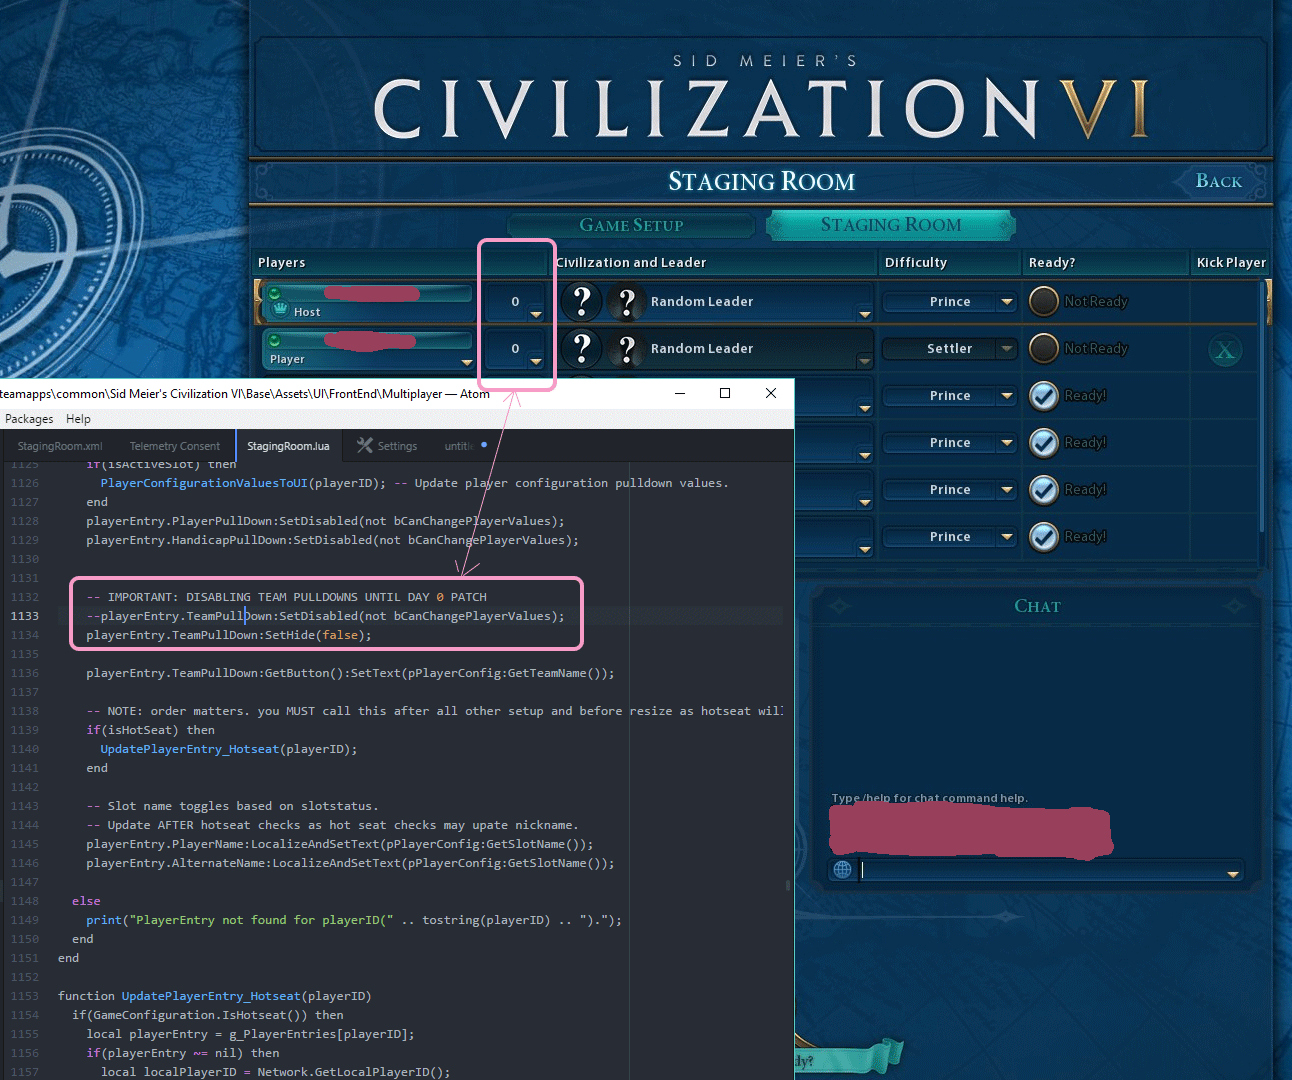 SID MEIER'S
CIVILIZATION VI
STAGING ROOM
BACK
GAME SETUP
STAGING ROOM
Players
Civilization and Leader
Difficulty
Ready?
Kick Player
Host
0
Random Leader
Prince
Not Ready
Player
0
Random Leader
Settler
Not Ready
X
Prince
Ready!
Prince
Ready!
Prince
Ready!
Prince
Ready!
teamapps\common\Sid Meier's Civilization VI\Base\Assets\UI\FrontEnd\Multiplayer — Atom
Packages Help
StagingRoom.xml Telemetry Consent StagingRoom.lua Settings untitl
1125 if(isActiveSlot) then
1126 PlayerConfigurationValuesToUI(playerID); -- Update player configuration pulldown values.
1127 end
1128 playerEntry.PlayerPullDown:SetDisabled(not bCanChangePlayerValues);
1129 playerEntry.HandicapPullDown:SetDisabled(not bCanChangePlayerValues);
1130
1131
1132 -- IMPORTANT: DISABLING TEAM PULLDOWNS UNTIL DAY 0 PATCH
1133 --playerEntry.TeamPullDown:SetDisabled(not bCanChangePlayerValues);
1134 playerEntry.TeamPullDown:SetHide(false);
1135
1136 playerEntry.TeamPullDown:GetButton():SetText(pPlayerConfig:GetTeamName());
1137
1138 -- NOTE: order matters. you MUST call this after all other setup and before resize as hotseat will
1139 if(isHotSeat) then
1140 UpdatePlayerEntry_Hotseat(playerID);
1141 end
1142
1143 -- Slot name toggles based on slotstatus.
1144 -- Update AFTER hotseat checks as hot seat checks may upate nickname.
1145 playerEntry.PlayerName:LocalizeAndSetText(pPlayerConfig:GetSlotName());
1146 playerEntry.AlternateName:LocalizeAndSetText(pPlayerConfig:GetSlotName());
1147
1148 else
1149 print("PlayerEntry not found for playerID(" .. tostring(playerID) .. ").");
1150 end
1151 end
1152
1153 function UpdatePlayerEntry_Hotseat(playerID)
1154 if(GameConfiguration.IsHotseat()) then
1155 local playerEntry = g_PlayerEntries[playerID];
1156 if(playerEntry ~= nil) then
1157 local localPlayerID = Network.GetLocalPlayerID();
CHAT
Type /help for chat command help.
dy?